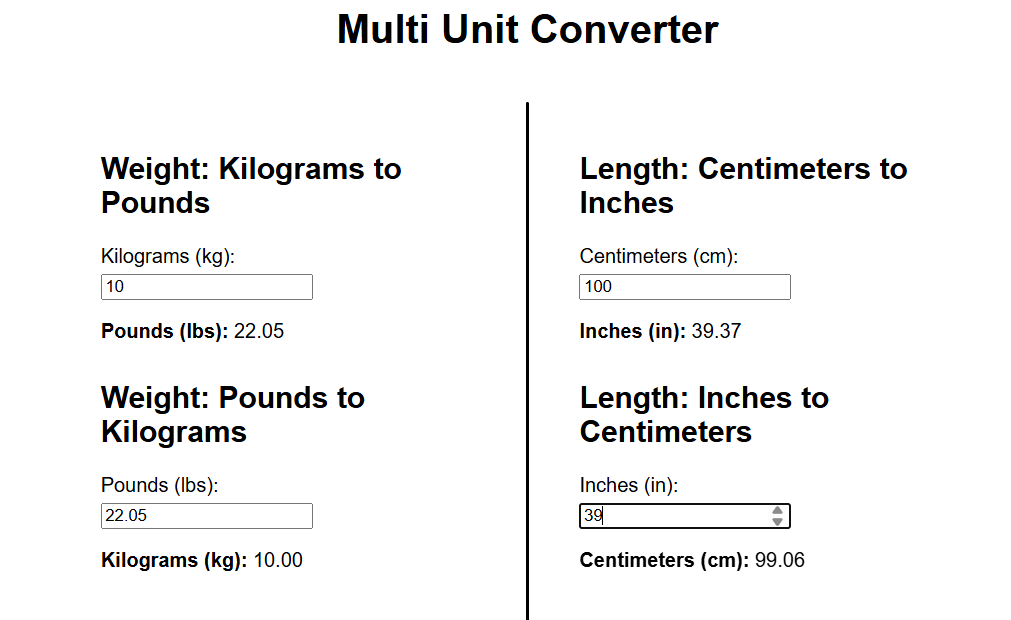 Multi Unit Converter
Weight: Kilograms to
Pounds
Kilograms (kg):
10
Pounds (lbs): 22.05
Weight: Pounds to
Kilograms
Pounds (lbs):
22.05
Kilograms (kg): 10.00
Length: Centimeters to
Inches
Centimeters (cm):
100
Inches (in): 39.37
Length: Inches to
Centimeters
Inches (in):
39
Centimeters (cm): 99.06